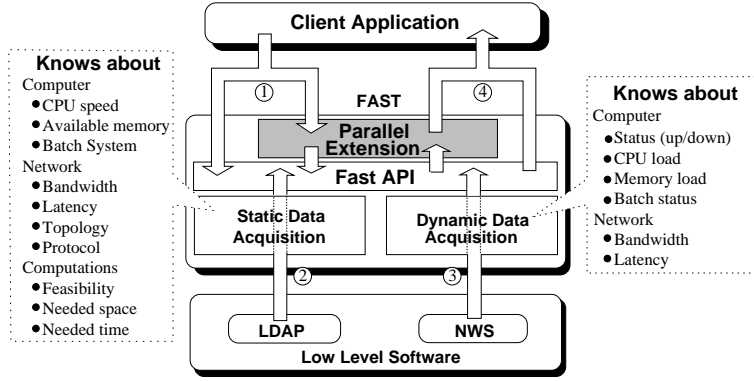 Client Application
Knows about
Computer
CPU speed
Available memory
Batch System
Network
Bandwidth
Latency
Topology
Protocol
Computations
Feasibility
Needed space
Needed time
1
4
FAST
Parallel
Extension
Fast API
Static Data
Acquisition
Dynamic Data
Acquisition
2
3
LDAP
NWS
Low Level Software
Knows about
Computer
Status (up/down)
CPU load
Memory load
Batch status
Network
Bandwidth
Latency